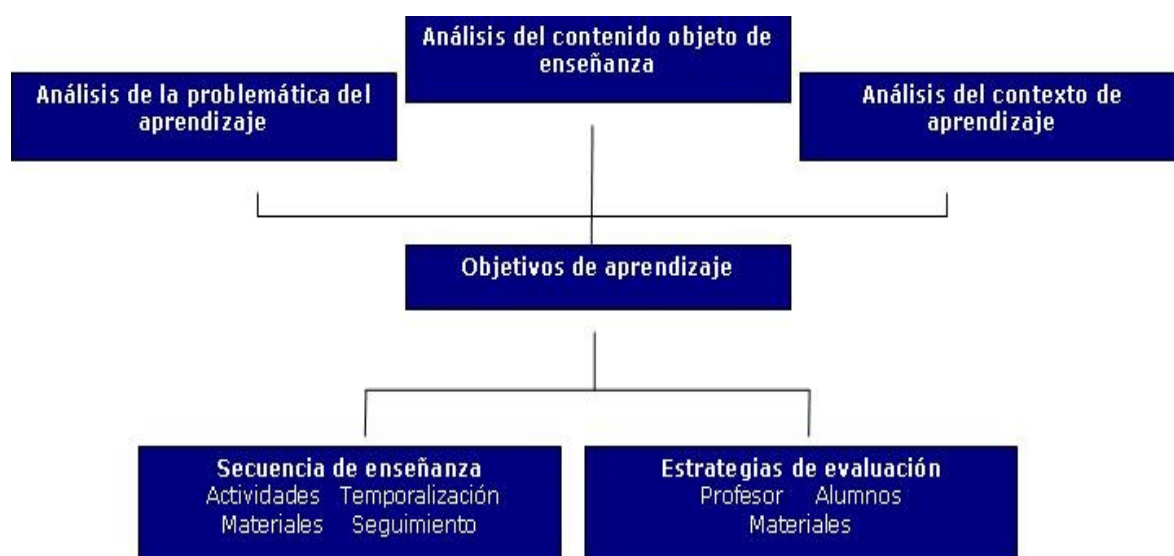 Análisis del contenido objeto de
enseñanza
Análisis de la problemática del
aprendizaje
Análisis del contexto de
aprendizaje
Objetivos de aprendizaje
Secuencia de enseñanza
Actividades Temporalización
Materiales Seguimiento
Estrategias de evaluación
Profesor Alumnos
Materiales